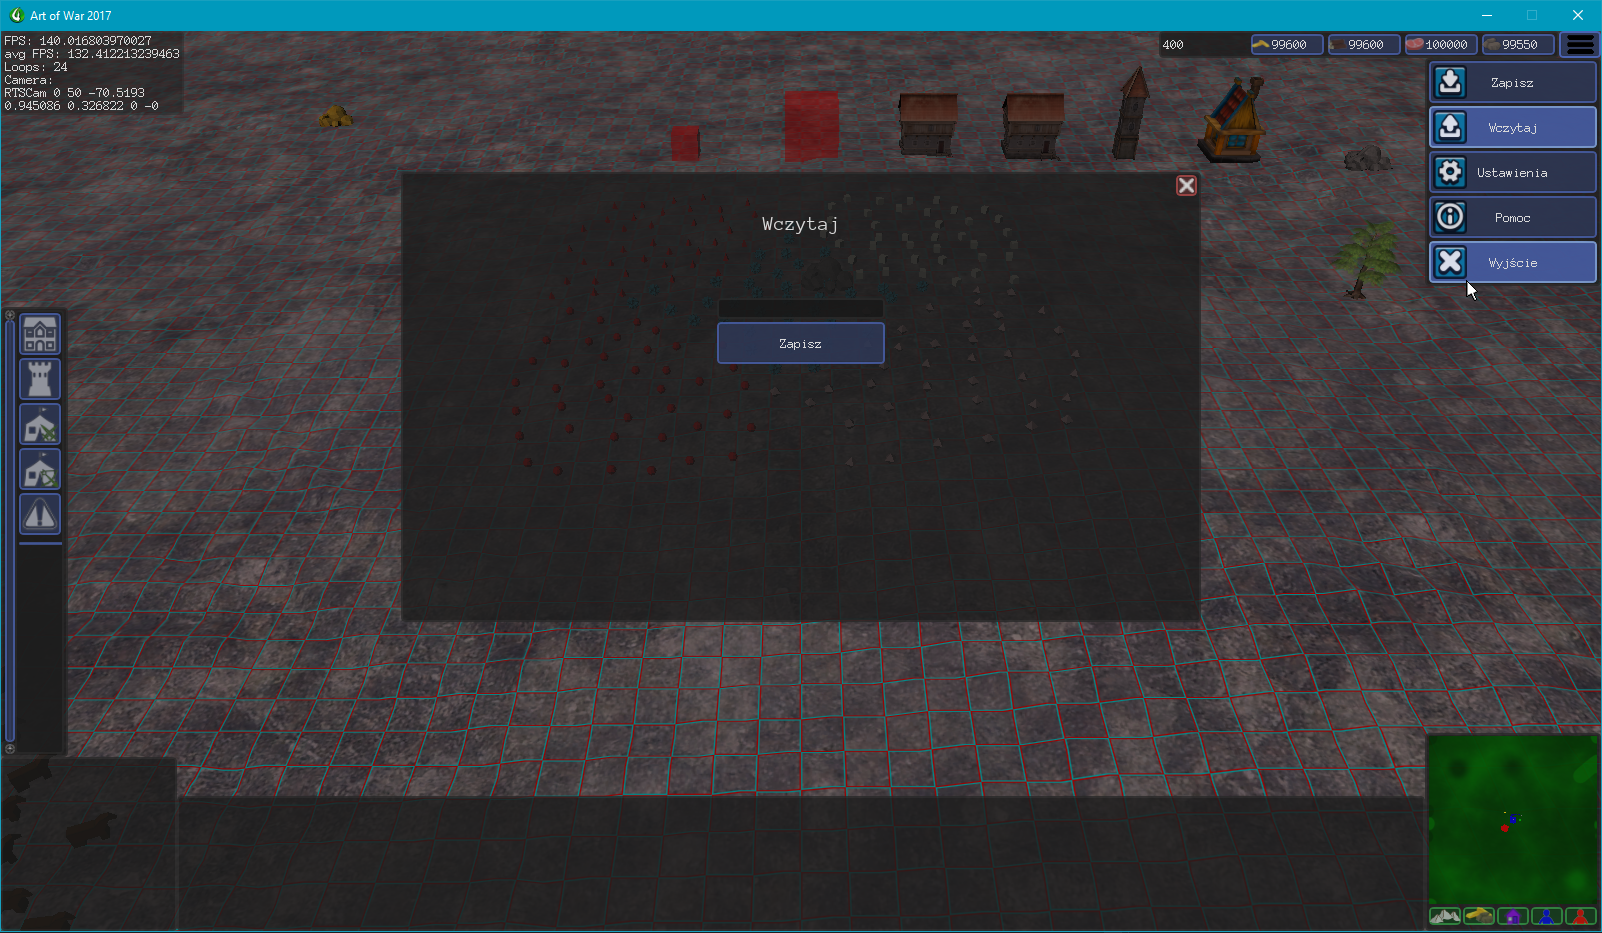 Art of War 2017
FPS: 140.016803970027
avg FPS: 132.412213239463
Loops: 24
Camera:
RTSCam 0 50 -70.5193
0.945086 0.326822 0 -0
400
99600
99600
100000
99550
Zapisz
Wczytaj
Ustawienia
Pomoc
Wyjście
Wczytaj
Zapisz